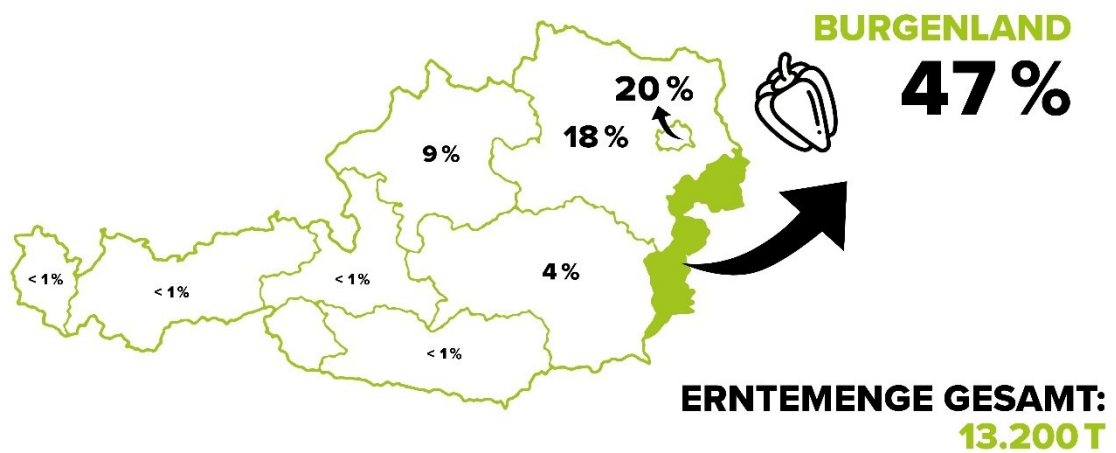 BURGENLAND
47 %
20 %
18 %
9 %
4 %
< 1 %
< 1 %
< 1 %
< 1 %
ERNTEMENGE GESAMT:
13.200 T